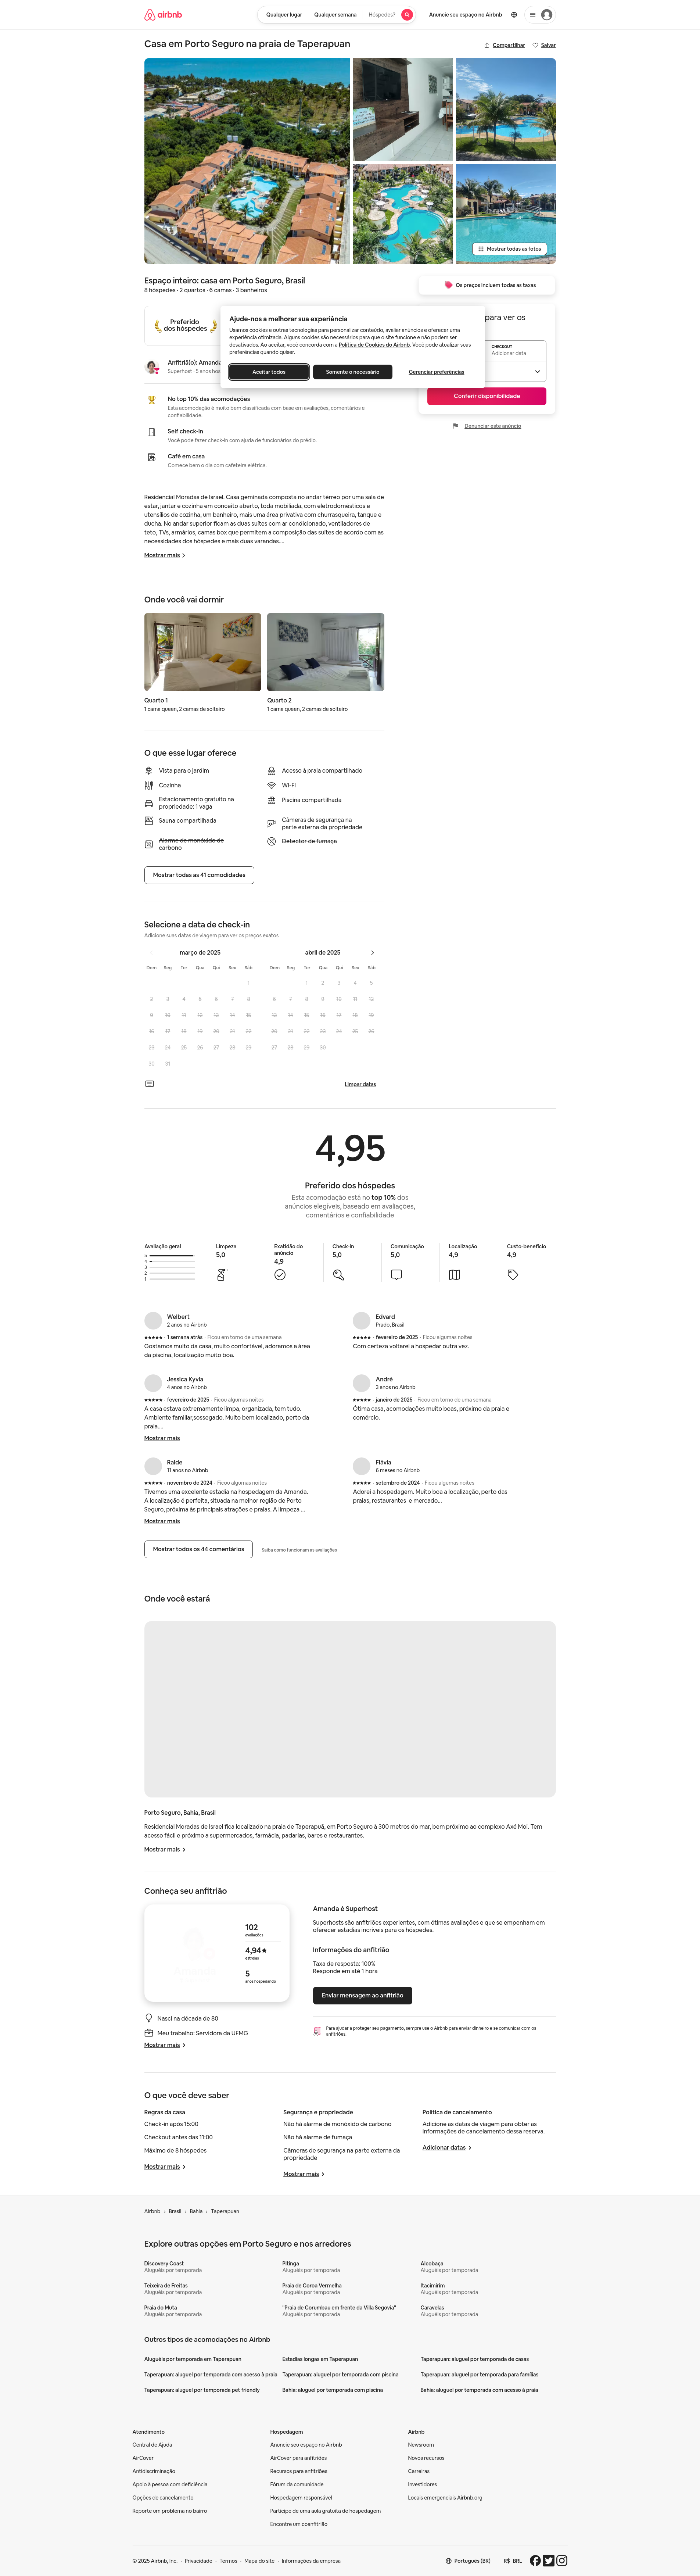 airbnb
Qualquer lugar
Qualquer semana
Hóspedes?
Anuncie seu espaço no Airbnb
Casa em Porto Seguro na praia de Taperapuan
Compartilhar
Salvar
Mostrar todas as fotos
Espaço inteiro: casa em Porto Seguro, Brasil
8 hóspedes · 2 quartos · 6 camas · 3 banheiros
Os preços incluem todas as taxas
Preferido dos hóspedes
para ver os
CHECKOUT
Adicionar data
Conferir disponibilidade
Denunciar este anúncio
Ajude-nos a melhorar sua experiência
Usamos cookies e outras tecnologias para personalizar conteúdo, avaliar anúncios e oferecer uma
experiência otimizada. Alguns cookies são necessários para que o site funcione e não podem ser
desativados. Ao aceitar, você concorda com a Política de Cookies do Airbnb. Você pode atualizar suas
preferências quando quiser.
Aceitar todos
Somente o necessário
Gerenciar preferências
Anfitriã(o): Amanda
Superhost · 5 anos hos
No top 10% das acomodações
Esta acomodação é muito bem classificada com base em avaliações, comentários e
confiabilidade.
Self check-in
Você pode fazer check-in com ajuda de funcionários do prédio.
Café em casa
Comece bem o dia com cafeteira elétrica.
Residencial Moradas de Israel. Casa geminada composta no andar térreo por uma sala de
estar, jantar e cozinha em conceito aberto, toda mobiliada, com eletrodomésticos e
utensílios de cozinha, um banheiro, mais uma área privativa com churrasqueira, tanque e
ducha. No andar superior ficam as duas suítes com ar condicionado, ventiladores de
teto, TVs, armários, camas box que permitem a composição das suítes de acordo com as
necessidades dos hóspedes e mais duas varandas....
Mostrar mais
Onde você vai dormir
Quarto 1
1 cama queen, 2 camas de solteiro
Quarto 2
1 cama queen, 2 camas de solteiro
O que esse lugar oferece
Vista para o jardim
Acesso à praia compartilhado
Cozinha
Wi-Fi
Estacionamento gratuito na
propriedade: 1 vaga
Piscina compartilhada
Sauna compartilhada
Câmeras de segurança na
parte externa da propriedade
Alarme de monóxido de
carbono
Detector de fumaça
Mostrar todas as 41 comodidades
Selecione a data de check-in
Adicione suas datas de viagem para ver os preços exatos
março de 2025
Dom Seg Ter Qua Qui Sex Sáb
1
2 3 4 5 6 7 8
9 10 11 12 13 14 15
16 17 18 19 20 21 22
23 24 25 26 27 28 29
30 31
abril de 2025
Dom Seg Ter Qua Qui Sex Sáb
1 2 3 4 5
6 7 8 9 10 11 12
13 14 15 16 17 18 19
20 21 22 23 24 25 26
27 28 29 30
Limpar datas
4,95
Preferido dos hóspedes
Esta acomodação está no top 10% dos
anúncios elegíveis, baseado em avaliações,
comentários e confiabilidade
Avaliação geral
5
4
3
2
1
Limpeza
5,0
Exatidão do
anúncio
4,9
Check-in
5,0
Comunicação
5,0
Localização
4,9
Custo-benefício
4,9
Welbert
2 anos no Airbnb
★★★★★ · 1 semana atrás · Ficou em torno de uma semana
Gostamos muito da casa, muito confortável, adoramos a área
da piscina, localização muito boa.
Edvard
Prado, Brasil
★★★★★ · fevereiro de 2025 · Ficou algumas noites
Com certeza voltarei a hospedar outra vez.
Jessica Kyvia
4 anos no Airbnb
★★★★★ · fevereiro de 2025 · Ficou algumas noites
A casa estava extremamente limpa, organizada, tem tudo.
Ambiente familiar,sossegado. Muito bem localizado, perto da
praia....
Mostrar mais
André
3 anos no Airbnb
★★★★★ · janeiro de 2025 · Ficou em torno de uma semana
Ótima casa, acomodações muito boas, próximo da praia e
comércio.
Raide
11 anos no Airbnb
★★★★★ · novembro de 2024 · Ficou algumas noites
Tivemos uma excelente estadia na hospedagem da Amanda.
A localização é perfeita, situada na melhor região de Porto
Seguro, próxima às principais atrações e praias. A limpeza ...
Mostrar mais
Flávia
6 meses no Airbnb
★★★★★ · setembro de 2024 · Ficou algumas noites
Adorei a hospedagem. Muito boa a localização, perto das
praias, restaurantes e mercado...
Mostrar todos os 44 comentários
Saiba como funcionam as avaliações
Onde você estará
Porto Seguro, Bahia, Brasil
Residencial Moradas de Israel fica localizado na praia de Taperapuã, em Porto Seguro à 300 metros do mar, bem próximo ao complexo Axé Moi. Tem
acesso fácil e próximo a supermercados, farmácia, padarias, bares e restaurantes.
Mostrar mais
Conheça seu anfitrião
102
avaliações
4,94★
estrelas
5
anos hospedando
Nasci na década de 80
Meu trabalho: Servidora da UFMG
Mostrar mais
Amanda é Superhost
Superhosts são anfitriões experientes, com ótimas avaliações e que se empenham em
oferecer estadias incríveis para os hóspedes.
Informações do anfitrião
Taxa de resposta: 100%
Responde em até 1 hora
Enviar mensagem ao anfitrião
Para ajudar a proteger seu pagamento, sempre use o Airbnb para enviar dinheiro e se comunicar com os
anfitriões.
O que você deve saber
Regras da casa
Check-in após 15:00
Checkout antes das 11:00
Máximo de 8 hóspedes
Mostrar mais
Segurança e propriedade
Não há alarme de monóxido de carbono
Não há alarme de fumaça
Câmeras de segurança na parte externa da
propriedade
Mostrar mais
Política de cancelamento
Adicione as datas de viagem para obter as
informações de cancelamento dessa reserva.
Adicionar datas
Airbnb
Brasil
Bahia
Taperapuan
Explore outras opções em Porto Seguro e nos arredores
Discovery Coast
Aluguéis por temporada
Pitinga
Aluguéis por temporada
Alcobaça
Aluguéis por temporada
Teixeira de Freitas
Aluguéis por temporada
Praia de Coroa Vermelha
Aluguéis por temporada
Itacimirim
Aluguéis por temporada
Praia do Muta
Aluguéis por temporada
"Praia de Corumbau em frente da Villa Segovia"
Aluguéis por temporada
Caravelas
Aluguéis por temporada
Outros tipos de acomodações no Airbnb
Aluguéis por temporada em Taperapuan
Estadias longas em Taperapuan
Taperapuan: aluguel por temporada de casas
Taperapuan: aluguel por temporada com acesso à praia
Taperapuan: aluguel por temporada com piscina
Taperapuan: aluguel por temporada para famílias
Taperapuan: aluguel por temporada pet friendly
Bahia: aluguel por temporada com piscina
Bahia: aluguel por temporada com acesso à praia
Atendimento
Central de Ajuda
AirCover
Antidiscriminação
Apoio à pessoa com deficiência
Opções de cancelamento
Reporte um problema no bairro
Hospedagem
Anuncie seu espaço no Airbnb
AirCover para anfitriões
Recursos para anfitriões
Fórum da comunidade
Hospedagem responsável
Participe de uma aula gratuita de hospedagem
Encontre um coanfitrião
Airbnb
Newsroom
Novos recursos
Carreiras
Investidores
Locais emergenciais Airbnb.org
© 2025 Airbnb, Inc. · Privacidade · Termos · Mapa do site · Informações da empresa
Português (BR)
R$ BRL